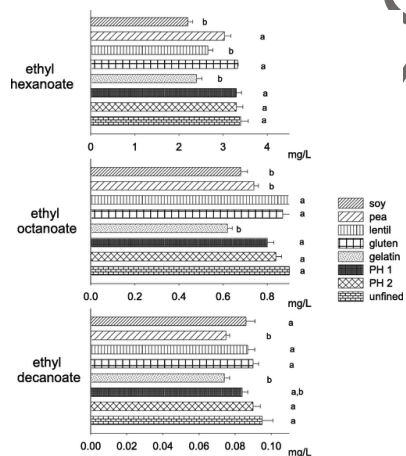 ethyl
hexanoate
b
a
b
a
b
a
a
a
0 1 2 3 4
mg/L
ethyl
octanoate
b
b
a
a
b
a
a
a
0.0 0.2 0.4 0.6 0.8
mg/L
soy
pea
lentil
gluten
gelatin
PH 1
PH 2
unfined
ethyl
decanoate
a
b
a
a
b
a,b
a
a
0.00 0.02 0.04 0.06 0.08 0.10
mg/L